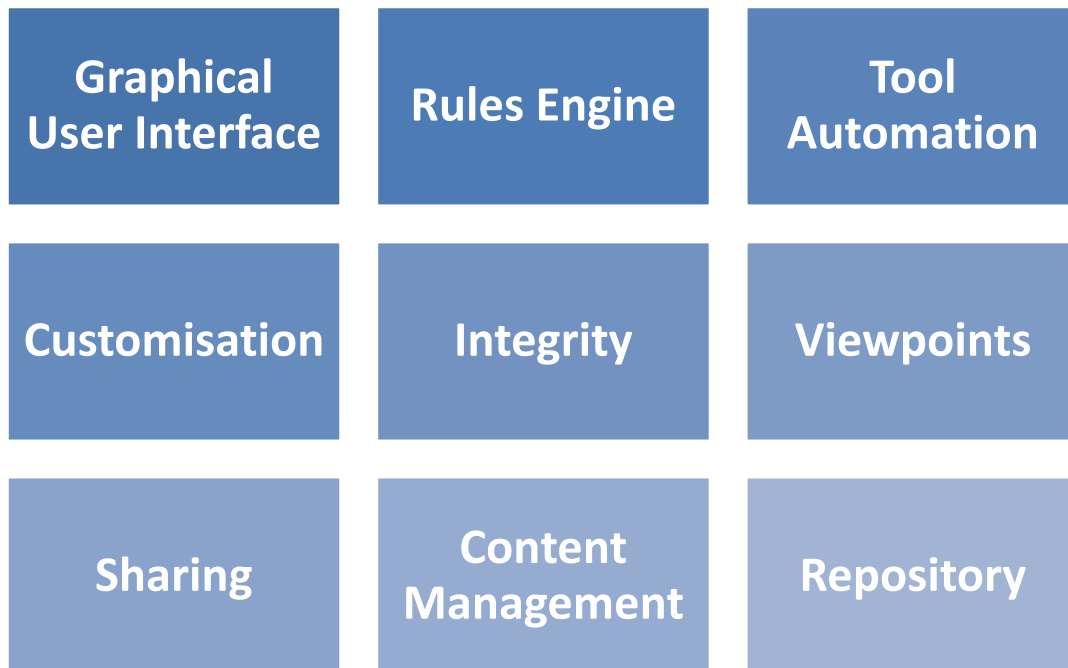 Graphical
User Interface
Rules Engine
Tool
Automation
Customisation
Integrity
Viewpoints
Sharing
Content
Management
Repository